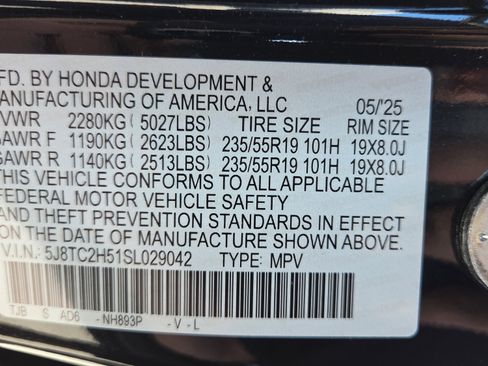 MFD. BY HONDA DEVELOPMENT &
MANUFACTURING OF AMERICA, LLC 05/'25
GVWR 2280KG (5027LBS) TIRE SIZE RIM SIZE
GAWR F 1190KG (2623LBS) 235/55R19 101H 19X8.0J
GAWR R 1140KG (2513LBS) 235/55R19 101H 19X8.0J
THIS VEHICLE CONFORMS TO ALL APPLICABLE
FEDERAL MOTOR VEHICLE SAFETY
AND THEFT PREVENTION STANDARDS IN EFFECT
ON THE DATE OF MANUFACTURE SHOWN ABOVE.
V.I.N.: 5J8TC2H51SL029042 TYPE: MPV
TJB S AD6 -NH893P -V-L